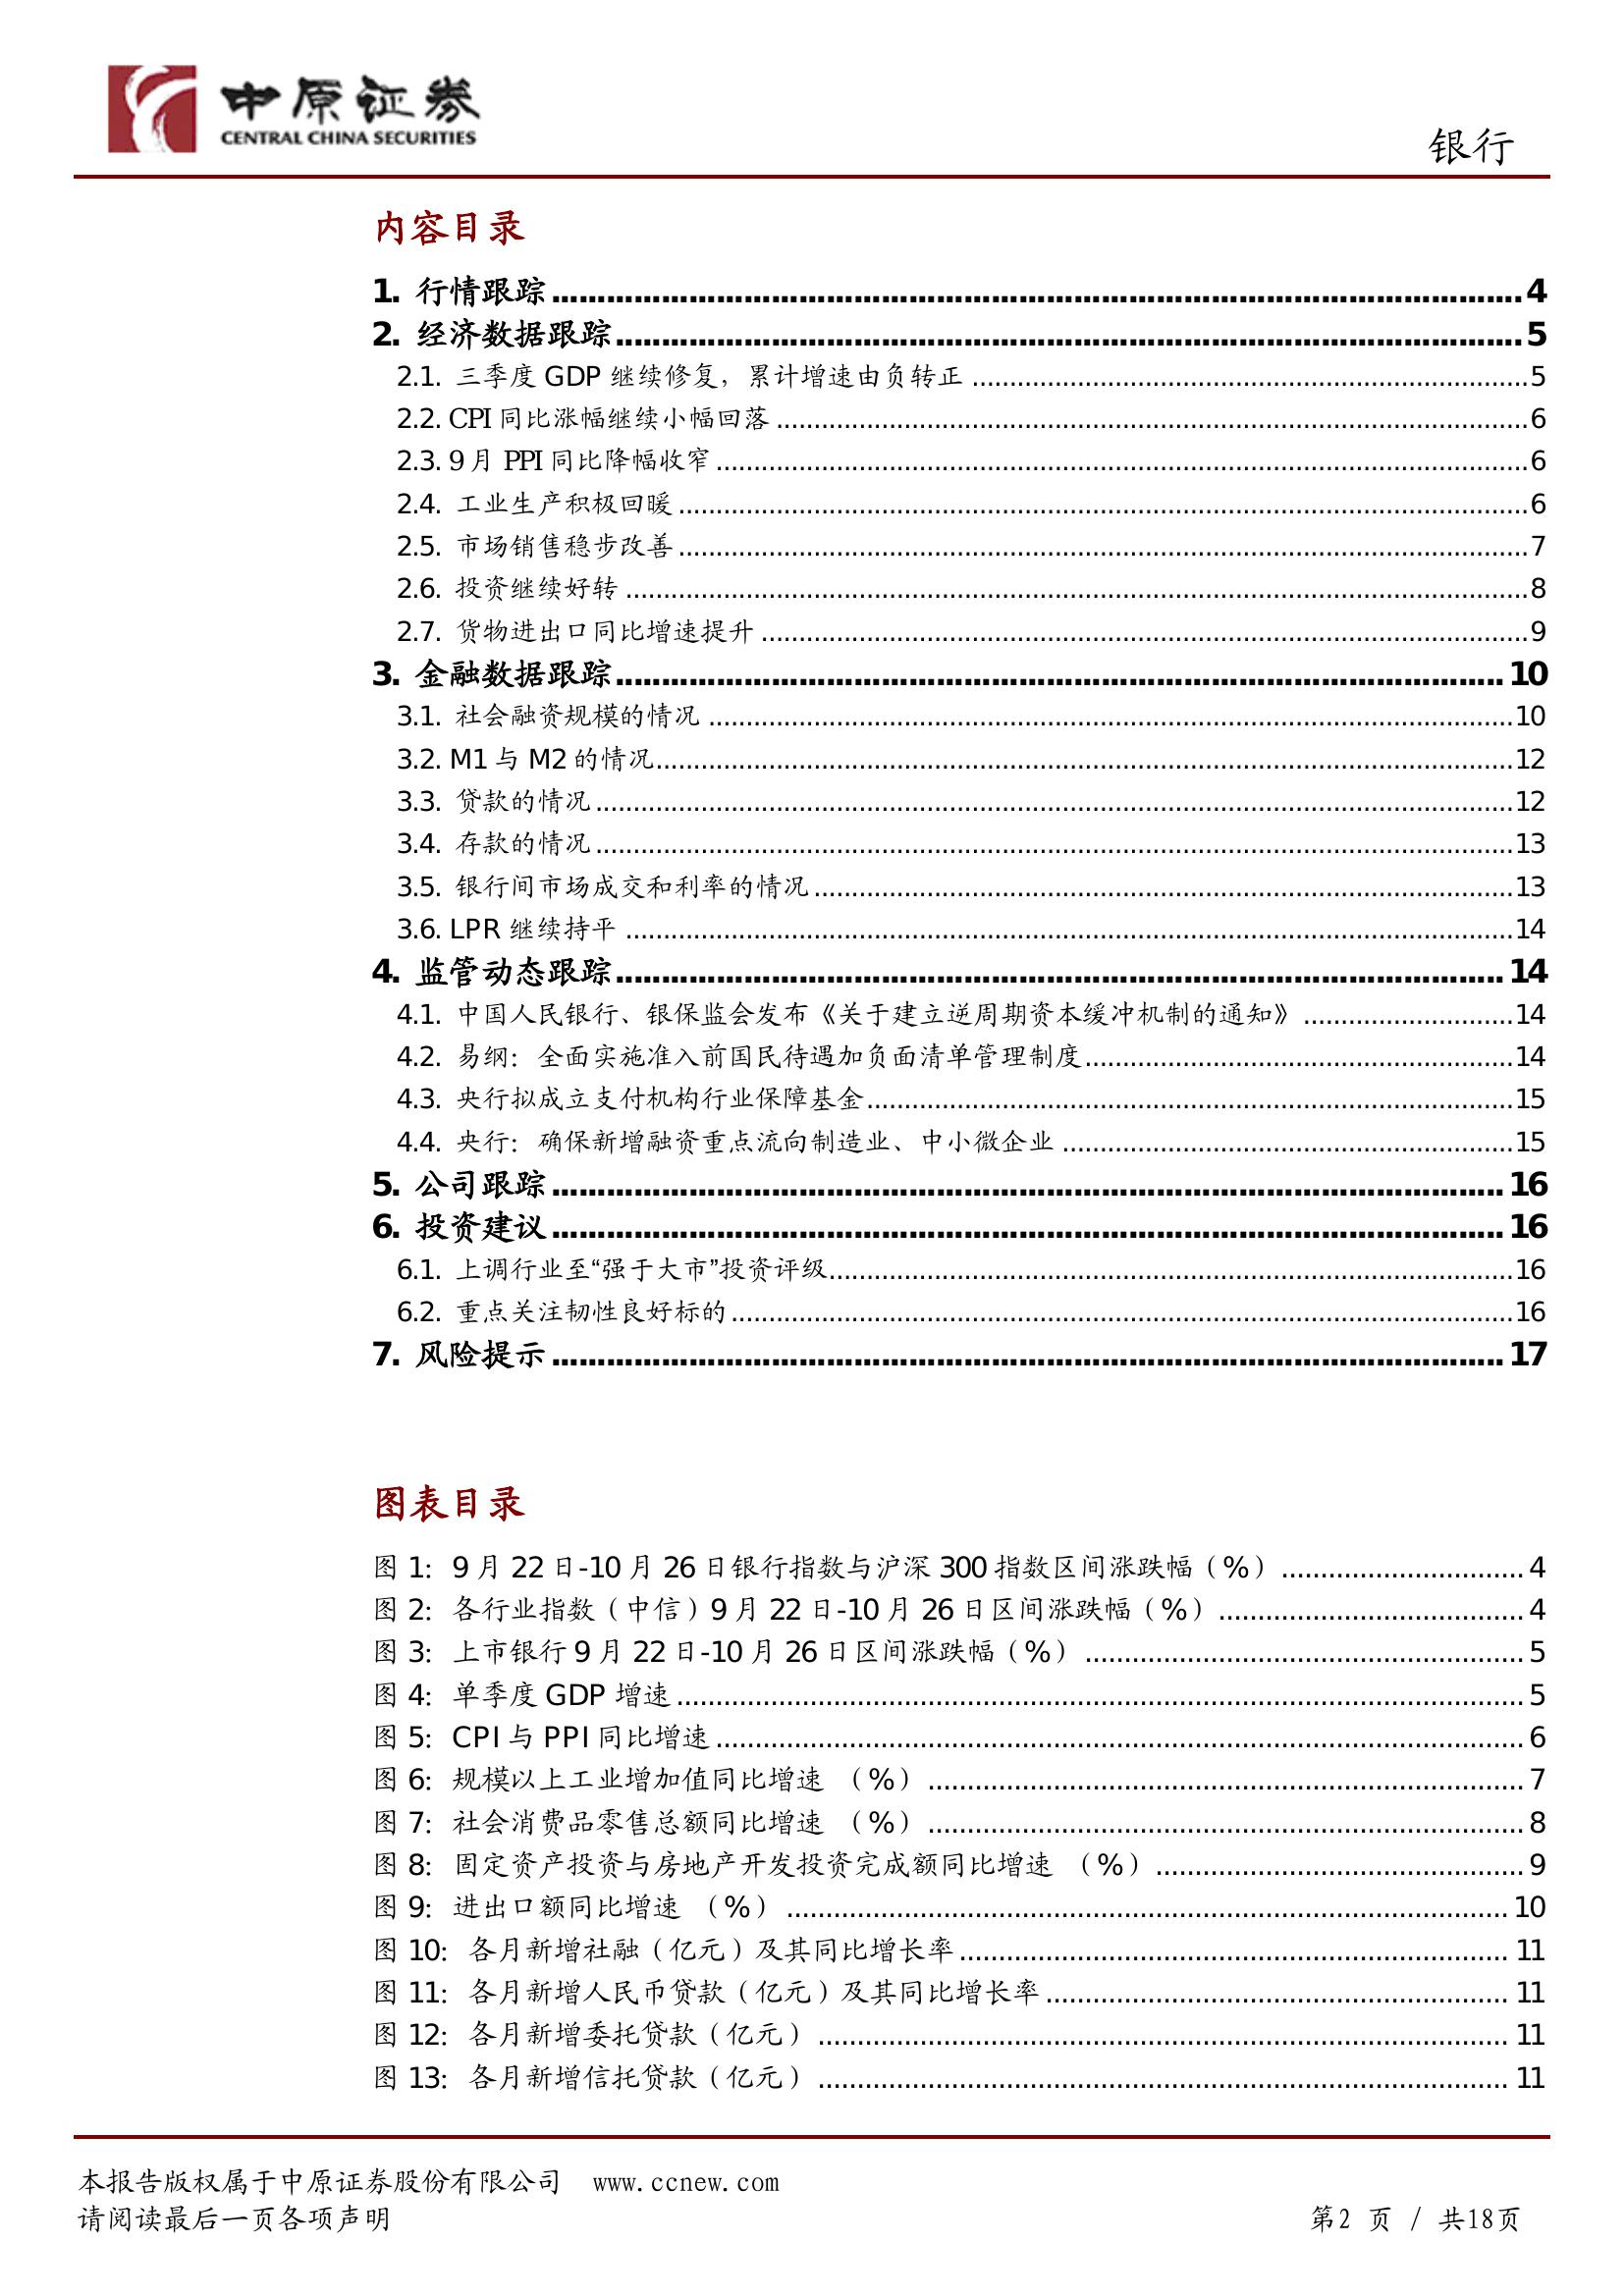 中原证券
CENTRAL CHINA SECURITIES
银行
内容目录
1. 行情跟踪 4
2. 经济数据跟踪 5
2.1. 三季度 GDP 继续修复，累计增速由负转正 5
2.2. CPI 同比涨幅继续小幅回落 6
2.3. 9 月 PPI 同比降幅收窄 6
2.4. 工业生产积极回暖 6
2.5. 市场销售稳步改善 7
2.6. 投资继续好转 8
2.7. 货物进出口同比增速提升 9
3. 金融数据跟踪 10
3.1. 社会融资规模的情况 10
3.2. M1 与 M2 的情况 12
3.3. 贷款的情况 12
3.4. 存款的情况 13
3.5. 银行间市场成交和利率的情况 13
3.6. LPR 继续持平 14
4. 监管动态跟踪 14
4.1. 中国人民银行、银保监会发布《关于建立逆周期资本缓冲机制的通知》 14
4.2. 易纲：全面实施准入前国民待遇加负面清单管理制度 14
4.3. 央行拟成立支付机构行业保障基金 15
4.4. 央行：确保新增融资重点流向制造业、中小微企业 15
5. 公司跟踪 16
6. 投资建议 16
6.1. 上调行业至“强于大市”投资评级 16
6.2. 重点关注韧性良好标的 16
7. 风险提示 17
图表目录
图 1: 9 月 22 日-10 月 26 日银行指数与沪深 300 指数区间涨跌幅（%） 4
图 2: 各行业指数（中信）9 月 22 日-10 月 26 日区间涨跌幅（%） 4
图 3: 上市银行 9 月 22 日-10 月 26 日区间涨跌幅（%） 5
图 4: 单季度 GDP 增速 5
图 5: CPI 与 PPI 同比增速 6
图 6: 规模以上工业增加值同比增速 （%） 7
图 7: 社会消费品零售总额同比增速 （%） 8
图 8: 固定资产投资与房地产开发投资完成额同比增速 （%） 9
图 9: 进出口额同比增速 （%） 10
图 10: 各月新增社融（亿元）及其同比增长率 11
图 11: 各月新增人民币贷款（亿元）及其同比增长率 11
图 12: 各月新增委托贷款（亿元） 11
图 13: 各月新增信托贷款（亿元） 11
本报告版权属于中原证券股份有限公司 www.ccnew.com
请阅读最后一页各项声明 第2 页 / 共18页